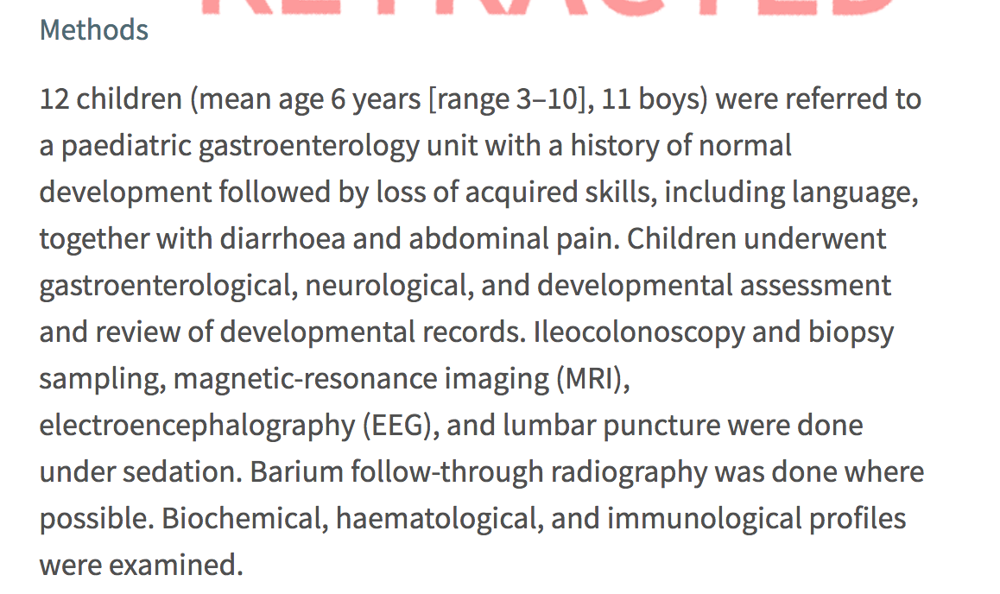 RETRACTED
Methods
12 children (mean age 6 years [range 3–10], 11 boys) were referred to
a paediatric gastroenterology unit with a history of normal
development followed by loss of acquired skills, including language,
together with diarrhoea and abdominal pain. Children underwent
gastroenterological, neurological, and developmental assessment
and review of developmental records. Ileocolonoscopy and biopsy
sampling, magnetic-resonance imaging (MRI),
electroencephalography (EEG), and lumbar puncture were done
under sedation. Barium follow-through radiography was done where
possible. Biochemical, haematological, and immunological profiles
were examined.